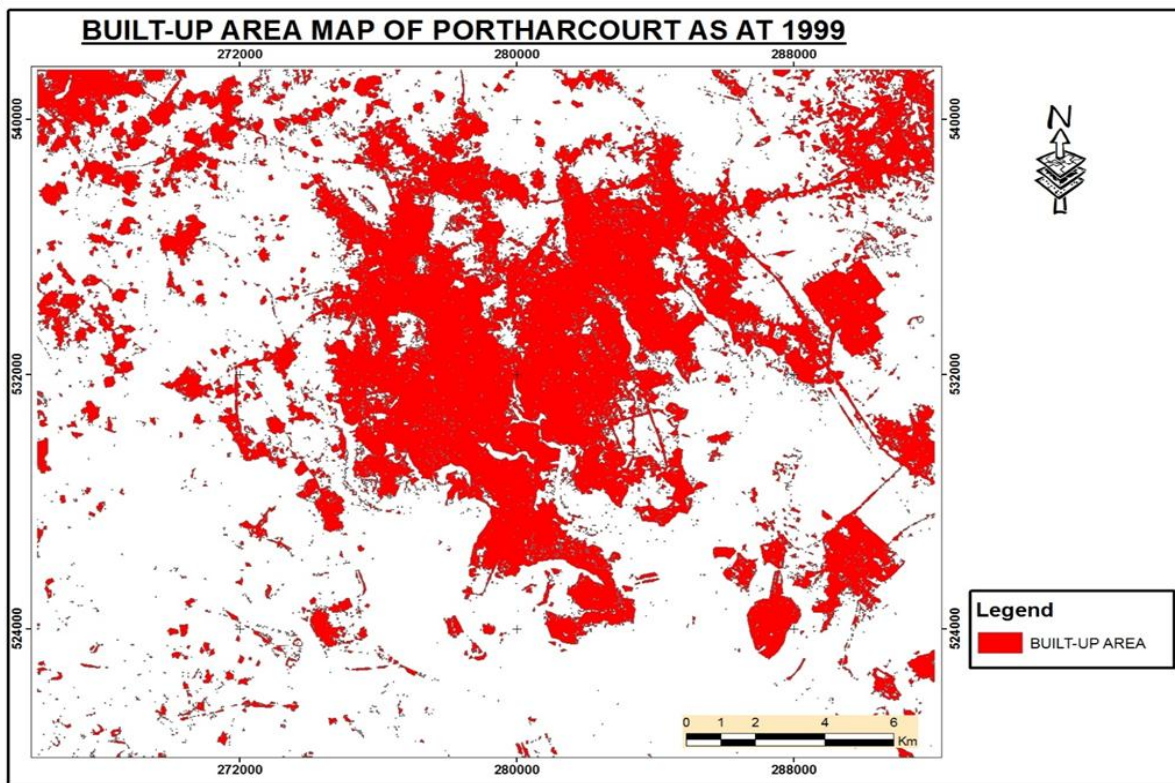 BUILT-UP AREA MAP OF PORTHARCOURT AS AT 1999
272000 280000 288000
N
540000 540000
532000 532000
524000 524000
Legend
BUILT-UP AREA
0 1 2 4 6
Km
272000 280000 288000